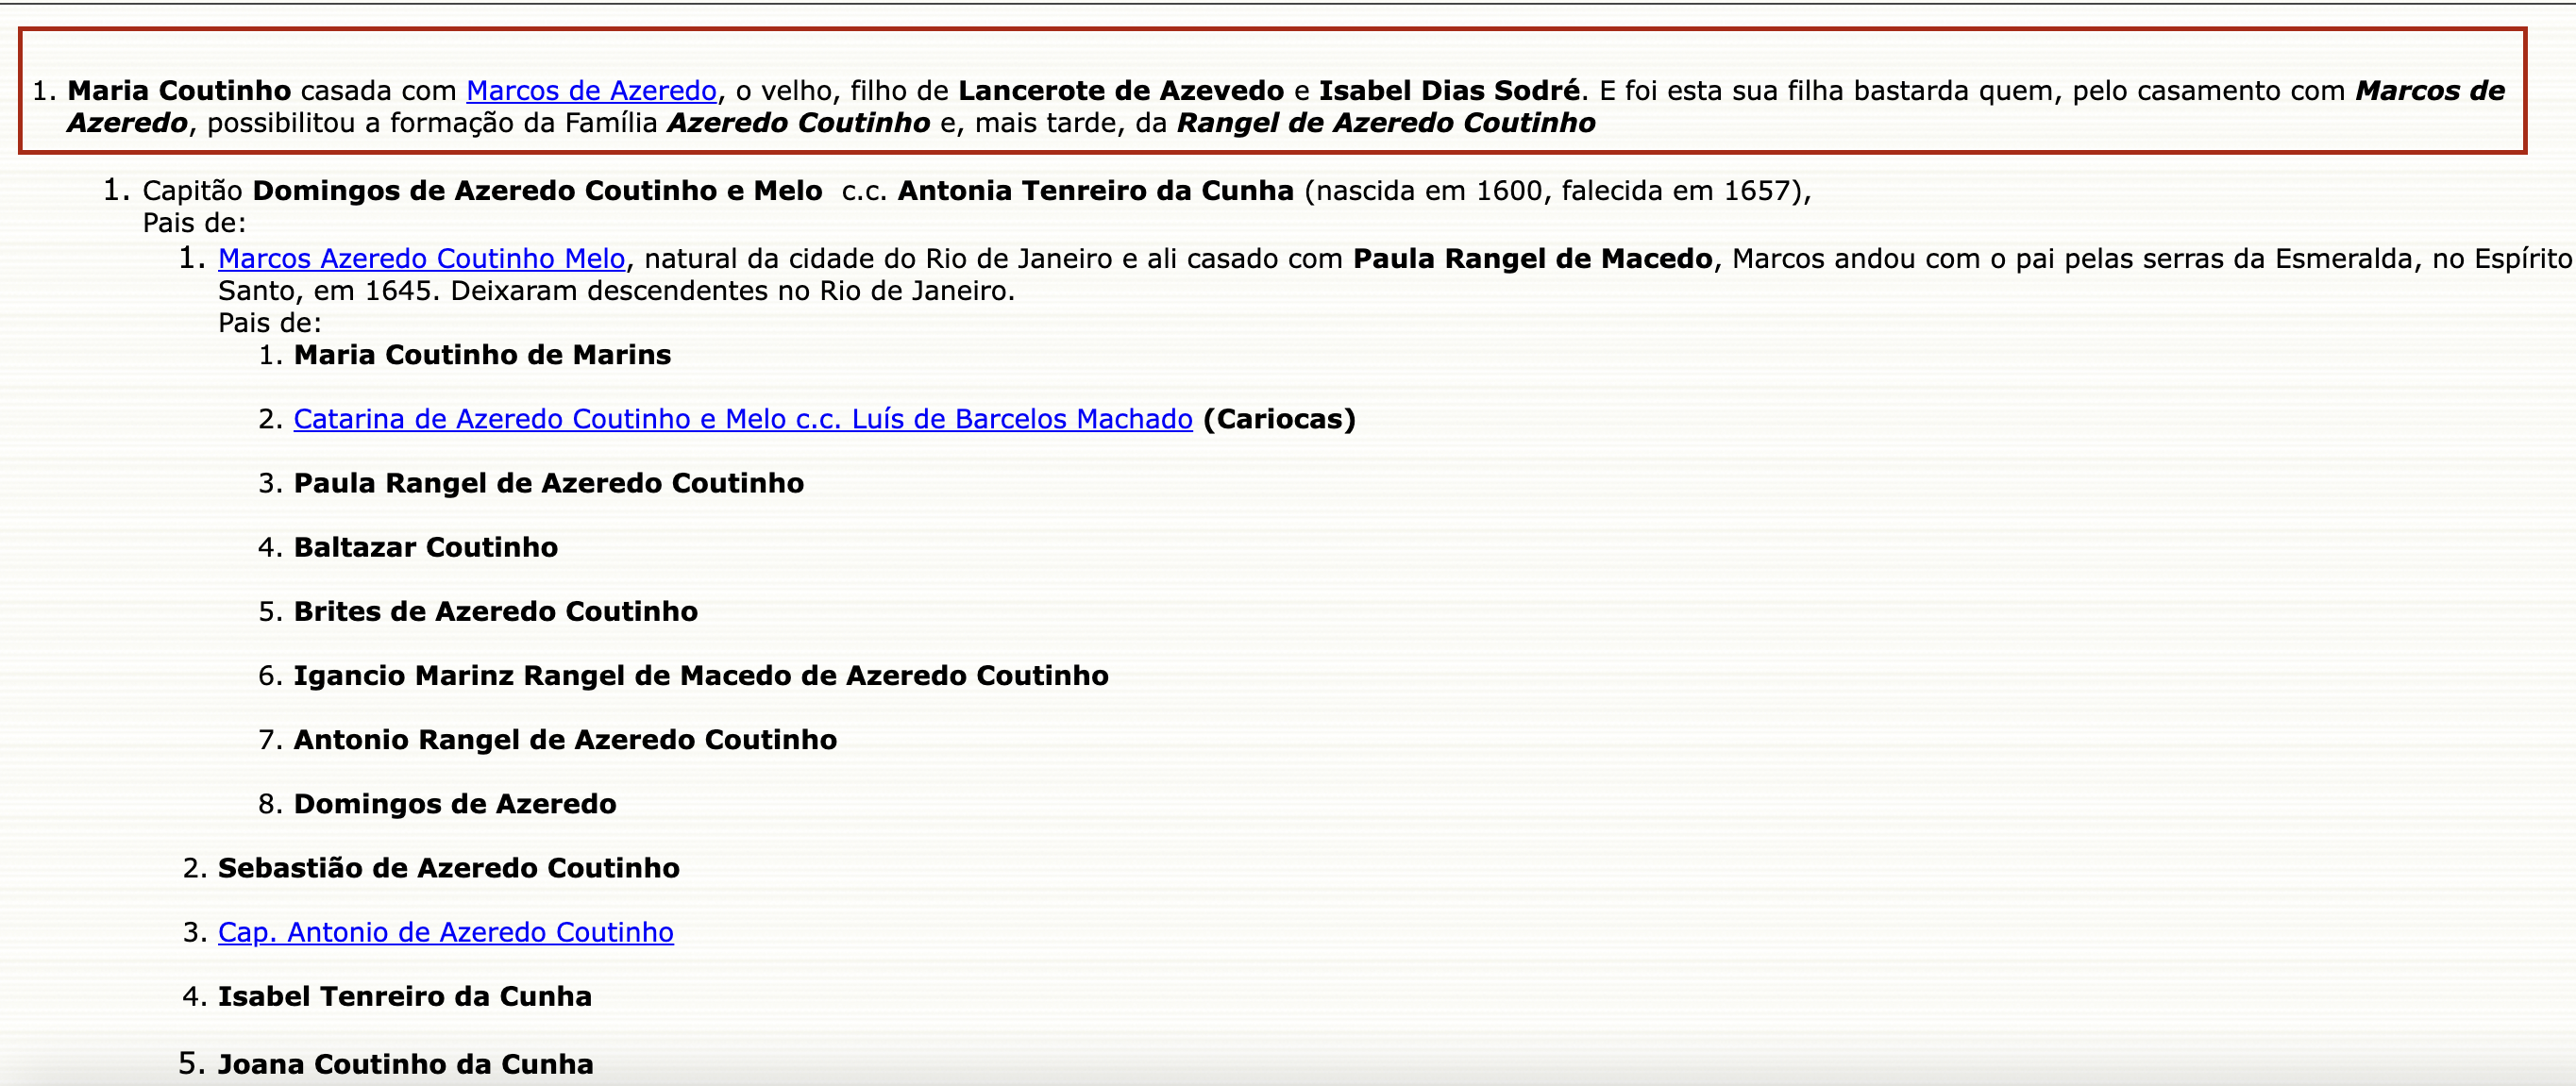 1. Maria Coutinho casada com Marcos de Azeredo, o velho, filho de Lancerote de Azevedo e Isabel Dias Sodré. E foi esta sua filha bastarda quem, pelo casamento com Marcos de
Azeredo, possibilitou a formação da Família Azeredo Coutinho e, mais tarde, da Rangel de Azeredo Coutinho
1. Capitão Domingos de Azeredo Coutinho e Melo c.c. Antonia Tenreiro da Cunha (nascida em 1600, falecida em 1657),
Pais de:
1. Marcos Azeredo Coutinho Melo, natural da cidade do Rio de Janeiro e ali casado com Paula Rangel de Macedo, Marcos andou com o pai pelas serras da Esmeralda, no Espírito
Santo, em 1645. Deixaram descendentes no Rio de Janeiro.
Pais de:
1. Maria Coutinho de Marins
2. Catarina de Azeredo Coutinho e Melo c.c. Luís de Barcelos Machado (Cariocas)
3. Paula Rangel de Azeredo Coutinho
4. Baltazar Coutinho
5. Brites de Azeredo Coutinho
6. Igancio Marinz Rangel de Macedo de Azeredo Coutinho
7. Antonio Rangel de Azeredo Coutinho
8. Domingos de Azeredo
2. Sebastião de Azeredo Coutinho
3. Cap. Antonio de Azeredo Coutinho
4. Isabel Tenreiro da Cunha
5. Joana Coutinho da Cunha